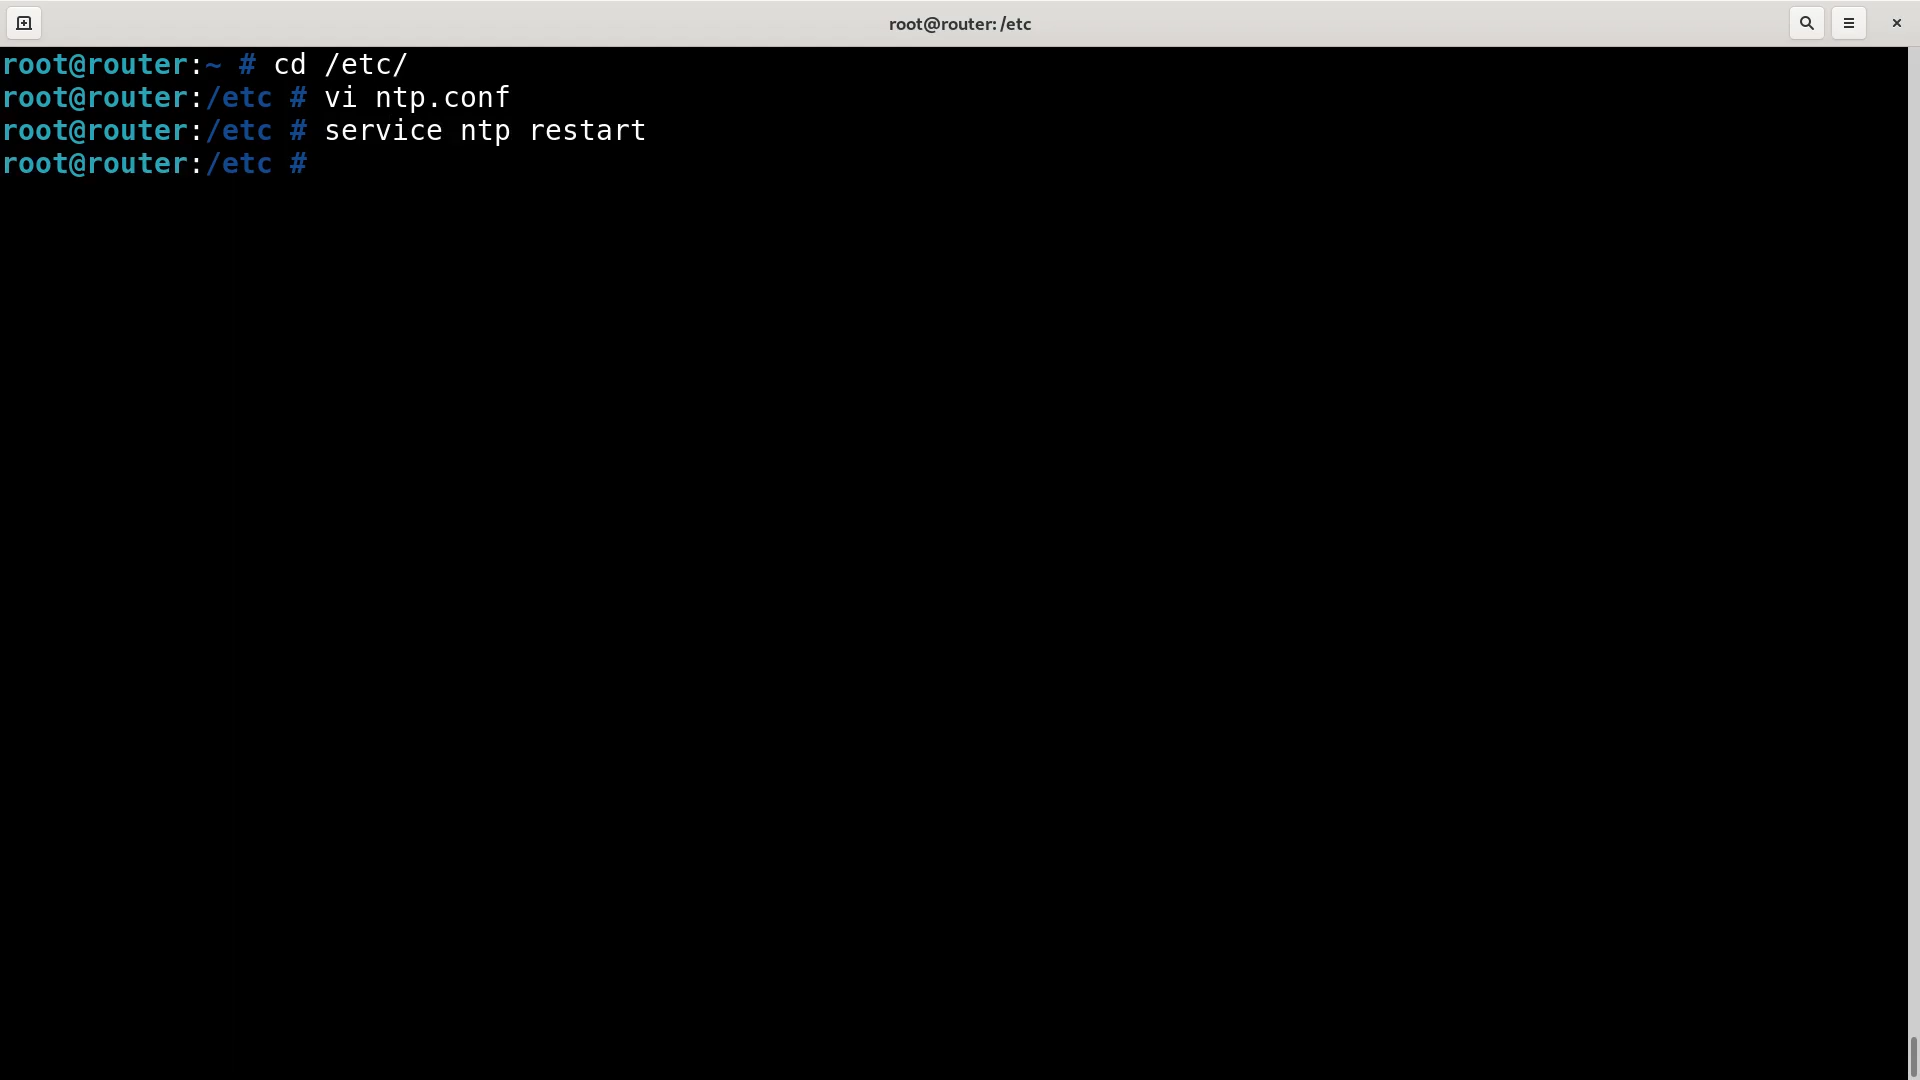 root@router: /etc
root@router:~ # cd /etc/
root@router:/etc # vi ntp.conf
root@router:/etc # service ntp restart
root@router:/etc #